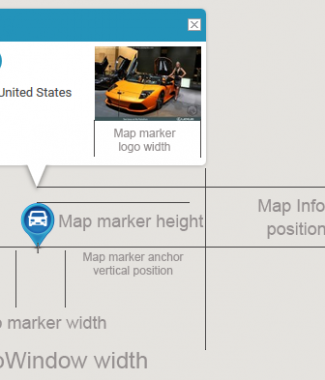 United States
Map marker
logo width
Map marker height
Map Info
position
Map marker anchor
vertical position
marker width
Window width